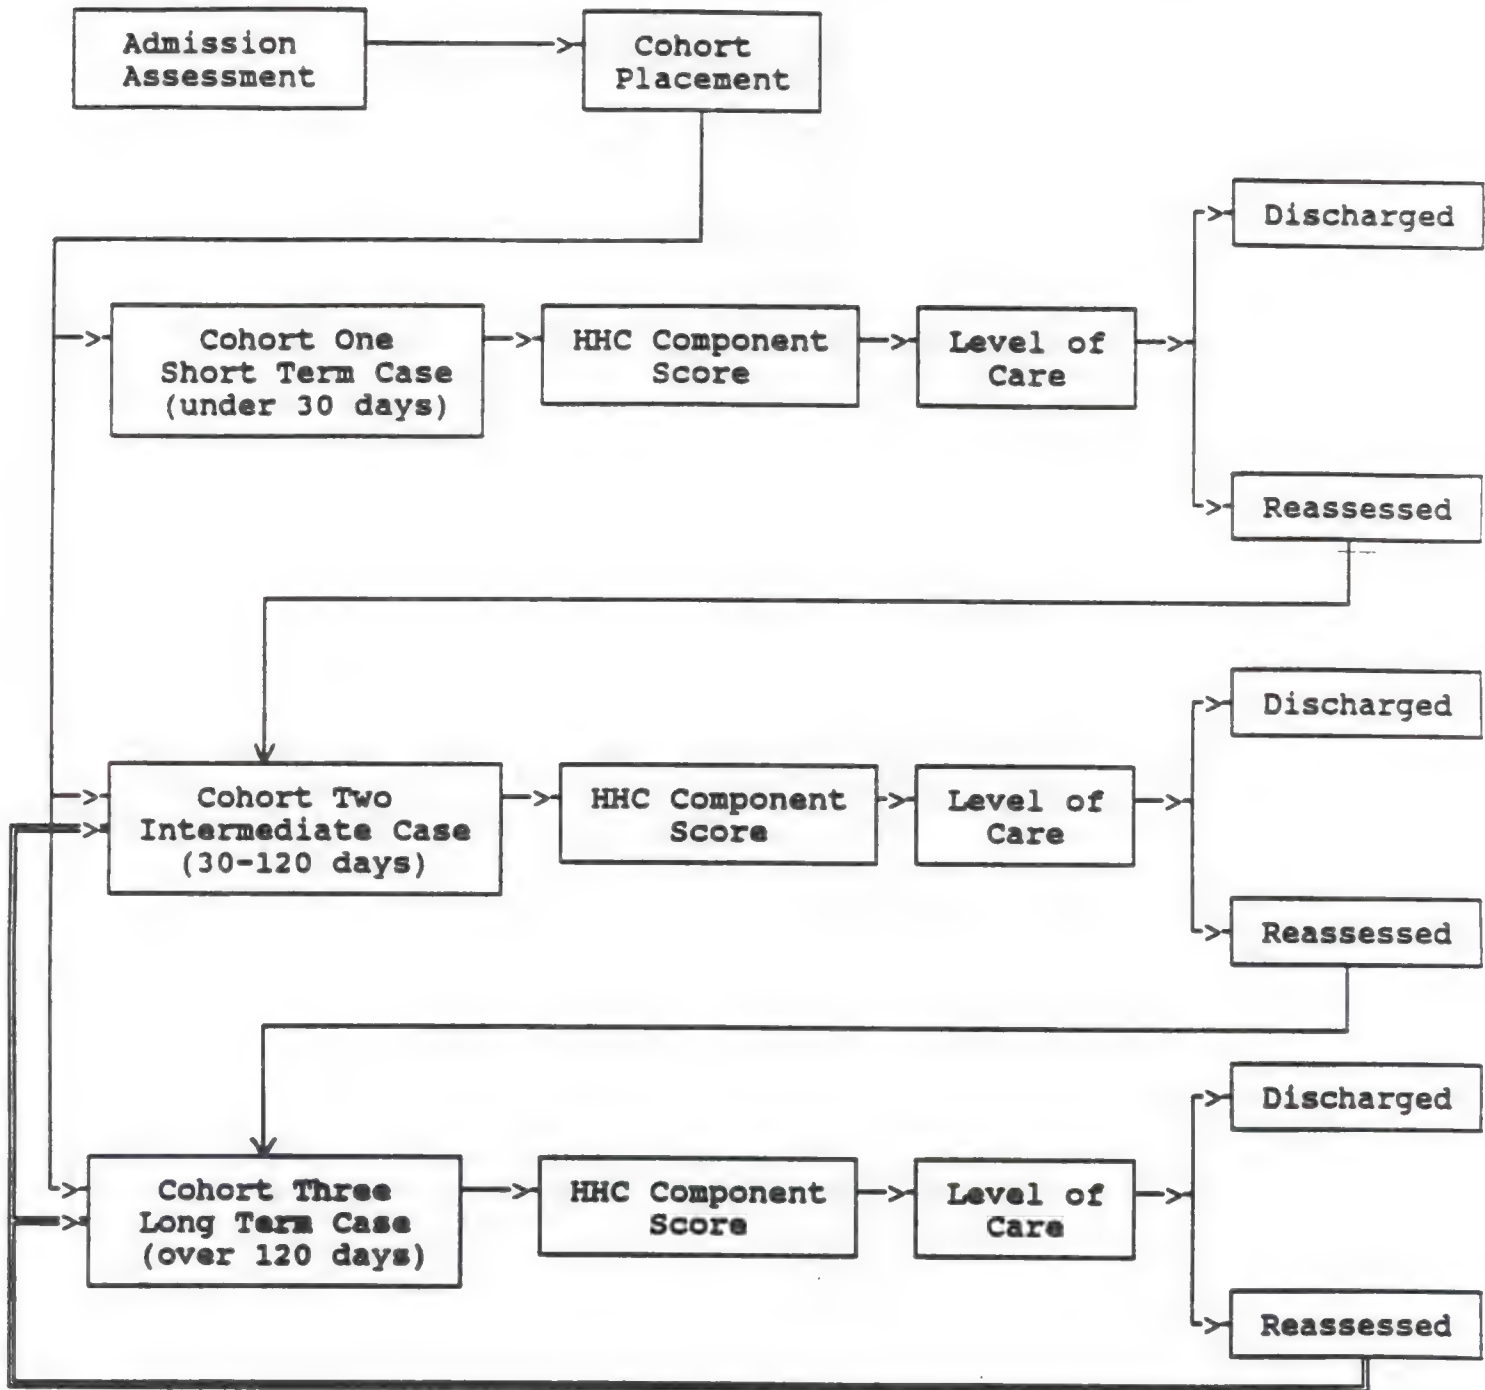 Admission
Assessment
Cohort
Placement
Discharged
Cohort One
Short Term Case
(under 30 days)
HHC Component
Score
Level of
Care
Reassessed
Discharged
Cohort Two
Intermediate Case
(30-120 days)
HHC Component
Score
Level of
Care
Reassessed
Discharged
Cohort Three
Long Term Case
(over 120 days)
HHC Component
Score
Level of
Care
Reassessed